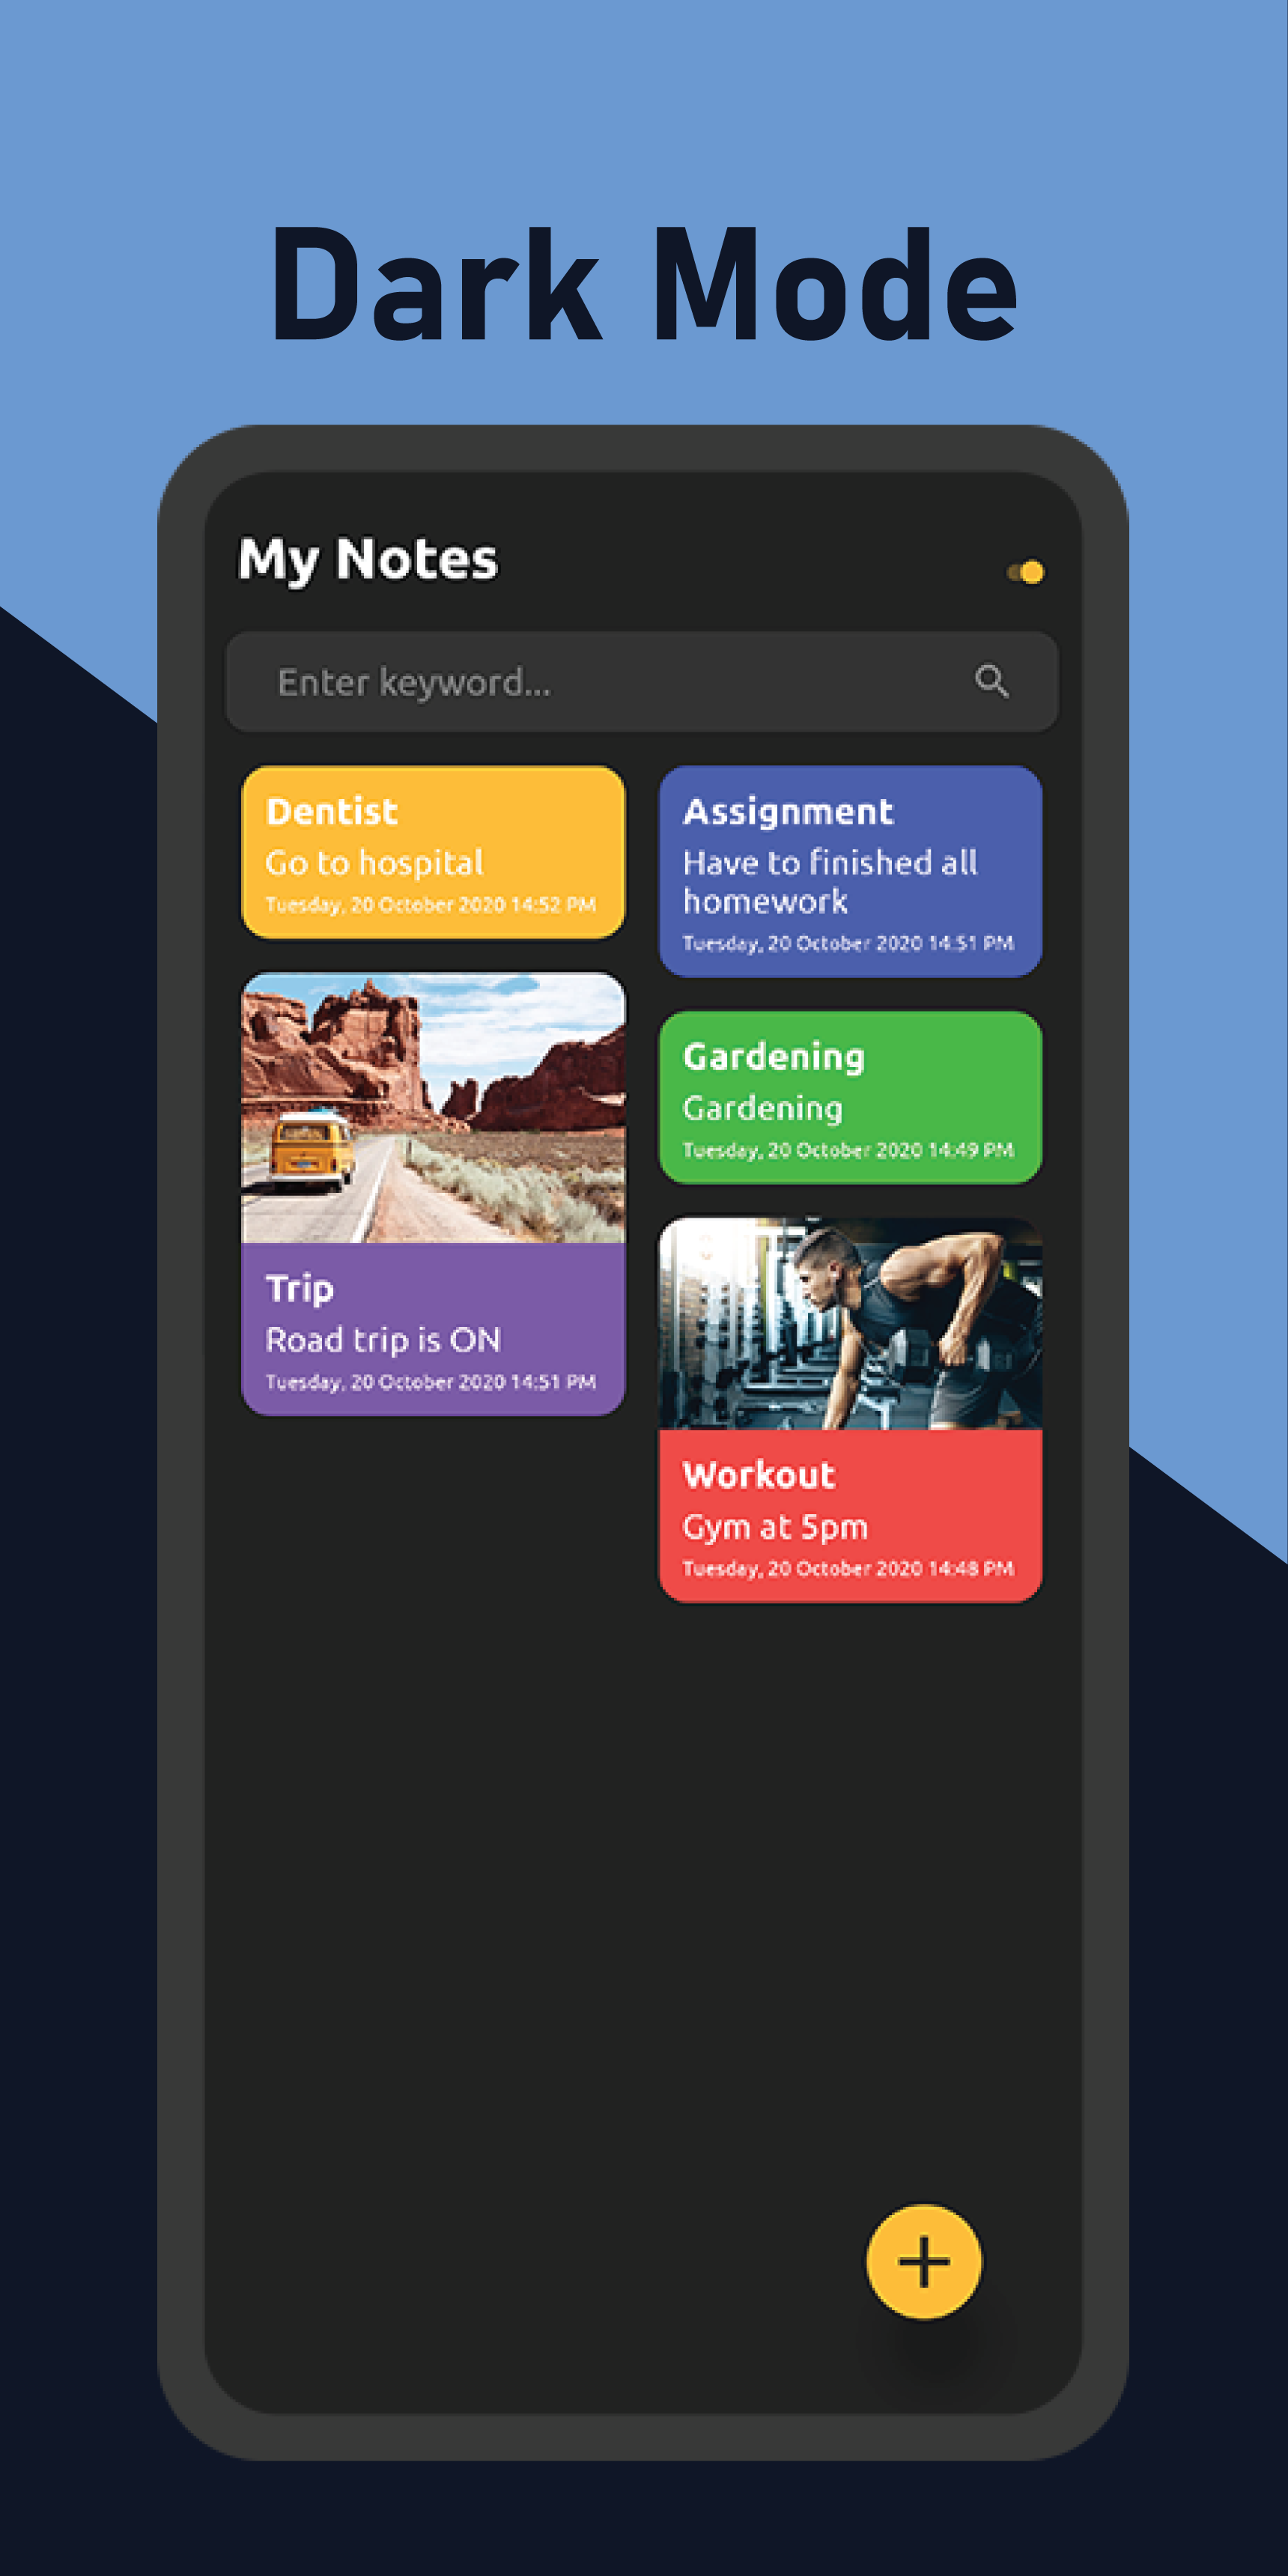 Dark Mode
My Notes
Enter keyword...
Dentist
Go to hospital
Tuesday, 20 October 2020 14:52 PM
Assignment
Have to finished all
homework
Tuesday, 20 October 2020 14:51 PM
Trip
Road trip is ON
Tuesday, 20 October 2020 14:51 PM
Gardening
Gardening
Tuesday, 20 October 2020 14:49 PM
Workout
Gym at 5pm
Tuesday, 20 October 2020 14:48 PM